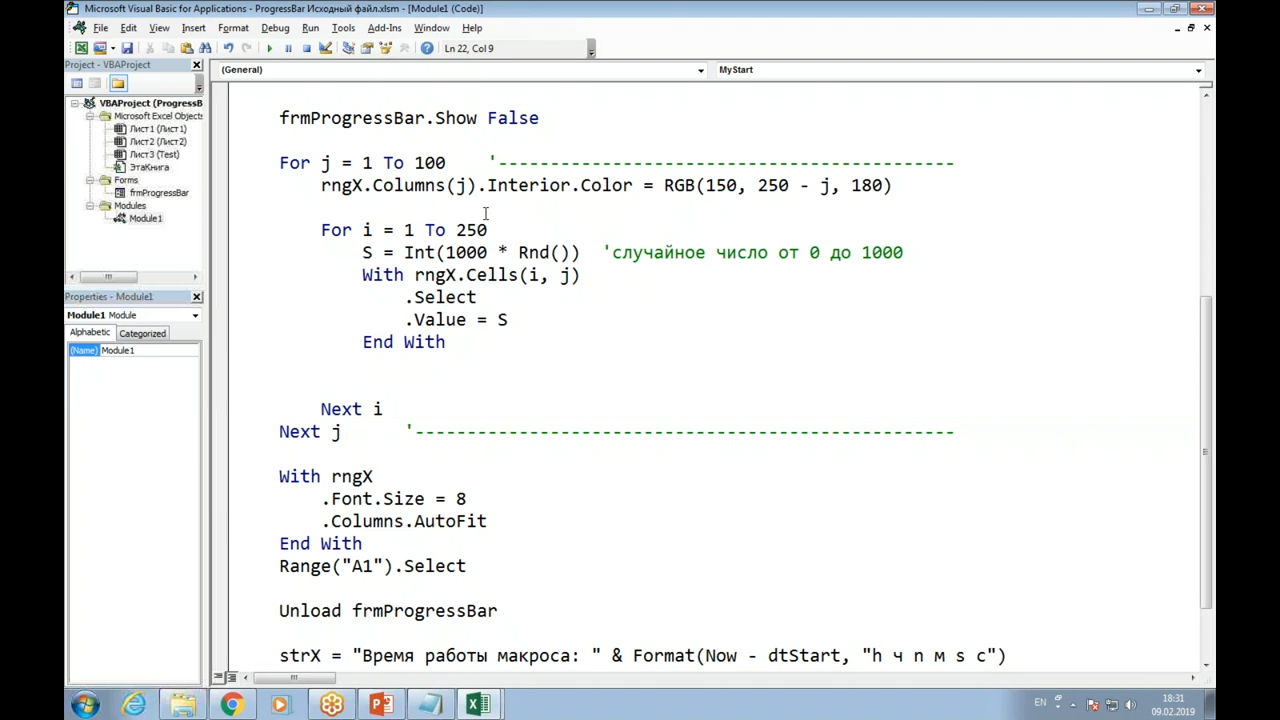 Microsoft Visual Basic for Applications - ProgressBar Исходный файл.xlsm - [Module1 (Code)]
File Edit View Insert Format Debug Run Tools Add-Ins Window Help
Ln 22, Col 9
Project - VBAProject
(General)
MyStart
VBAProject (ProgressB
Microsoft Excel Objects
Лист1 (Лист1)
Лист2 (Лист2)
Лист3 (Test)
ЭтаКнига
Forms
frmProgressBar
Modules
Module1
Properties - Module1
Module1 Module
Alphabetic Categorized
(Name) Module1
frmProgressBar.Show False
For j = 1 To 100 '--------------------------------------------
rngX.Columns(j).Interior.Color = RGB(150, 250 - j, 180)
For i = 1 To 250
S = Int(1000 * Rnd()) 'случайное число от 0 до 1000
With rngX.Cells(i, j)
.Select
.Value = S
End With
Next i
Next j '----------------------------------------------------
With rngX
.Font.Size = 8
.Columns.AutoFit
End With
Range("A1").Select
Unload frmProgressBar
strX = "Время работы макроса: " & Format(Now - dtStart, "h ч n м s с")
EN
18:31
09.02.2019